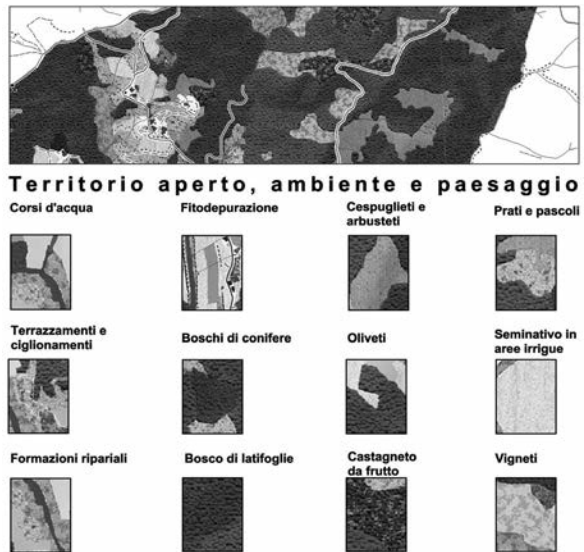 Territorio aperto, ambiente e paesaggio
Corsi d'acqua
Fitodepurazione
Cespuglieti e
arbusteti
Prati e pascoli
Terrazzamenti e
ciglionamenti
Boschi di conifere
Oliveti
Seminativo in
aree irrigue
Formazioni ripariali
Bosco di latifoglie
Castagneto
da frutto
Vigneti